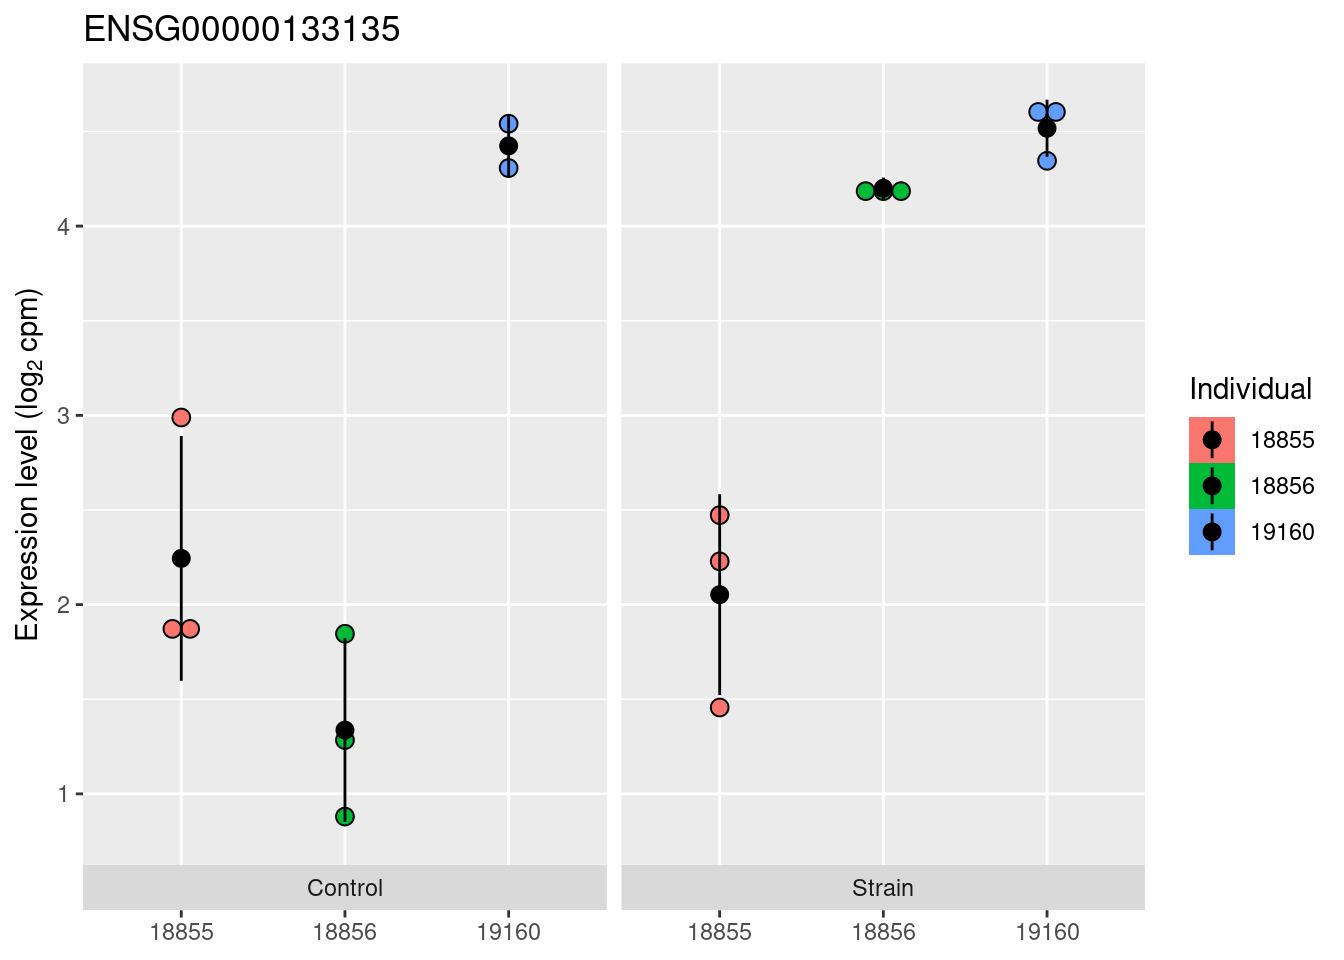 ENSG00000133135
Expression level (log₂ cpm)
4
3
2
1
Control
Strain
18855
18856
19160
18855
18856
19160
Individual
18855
18856
19160